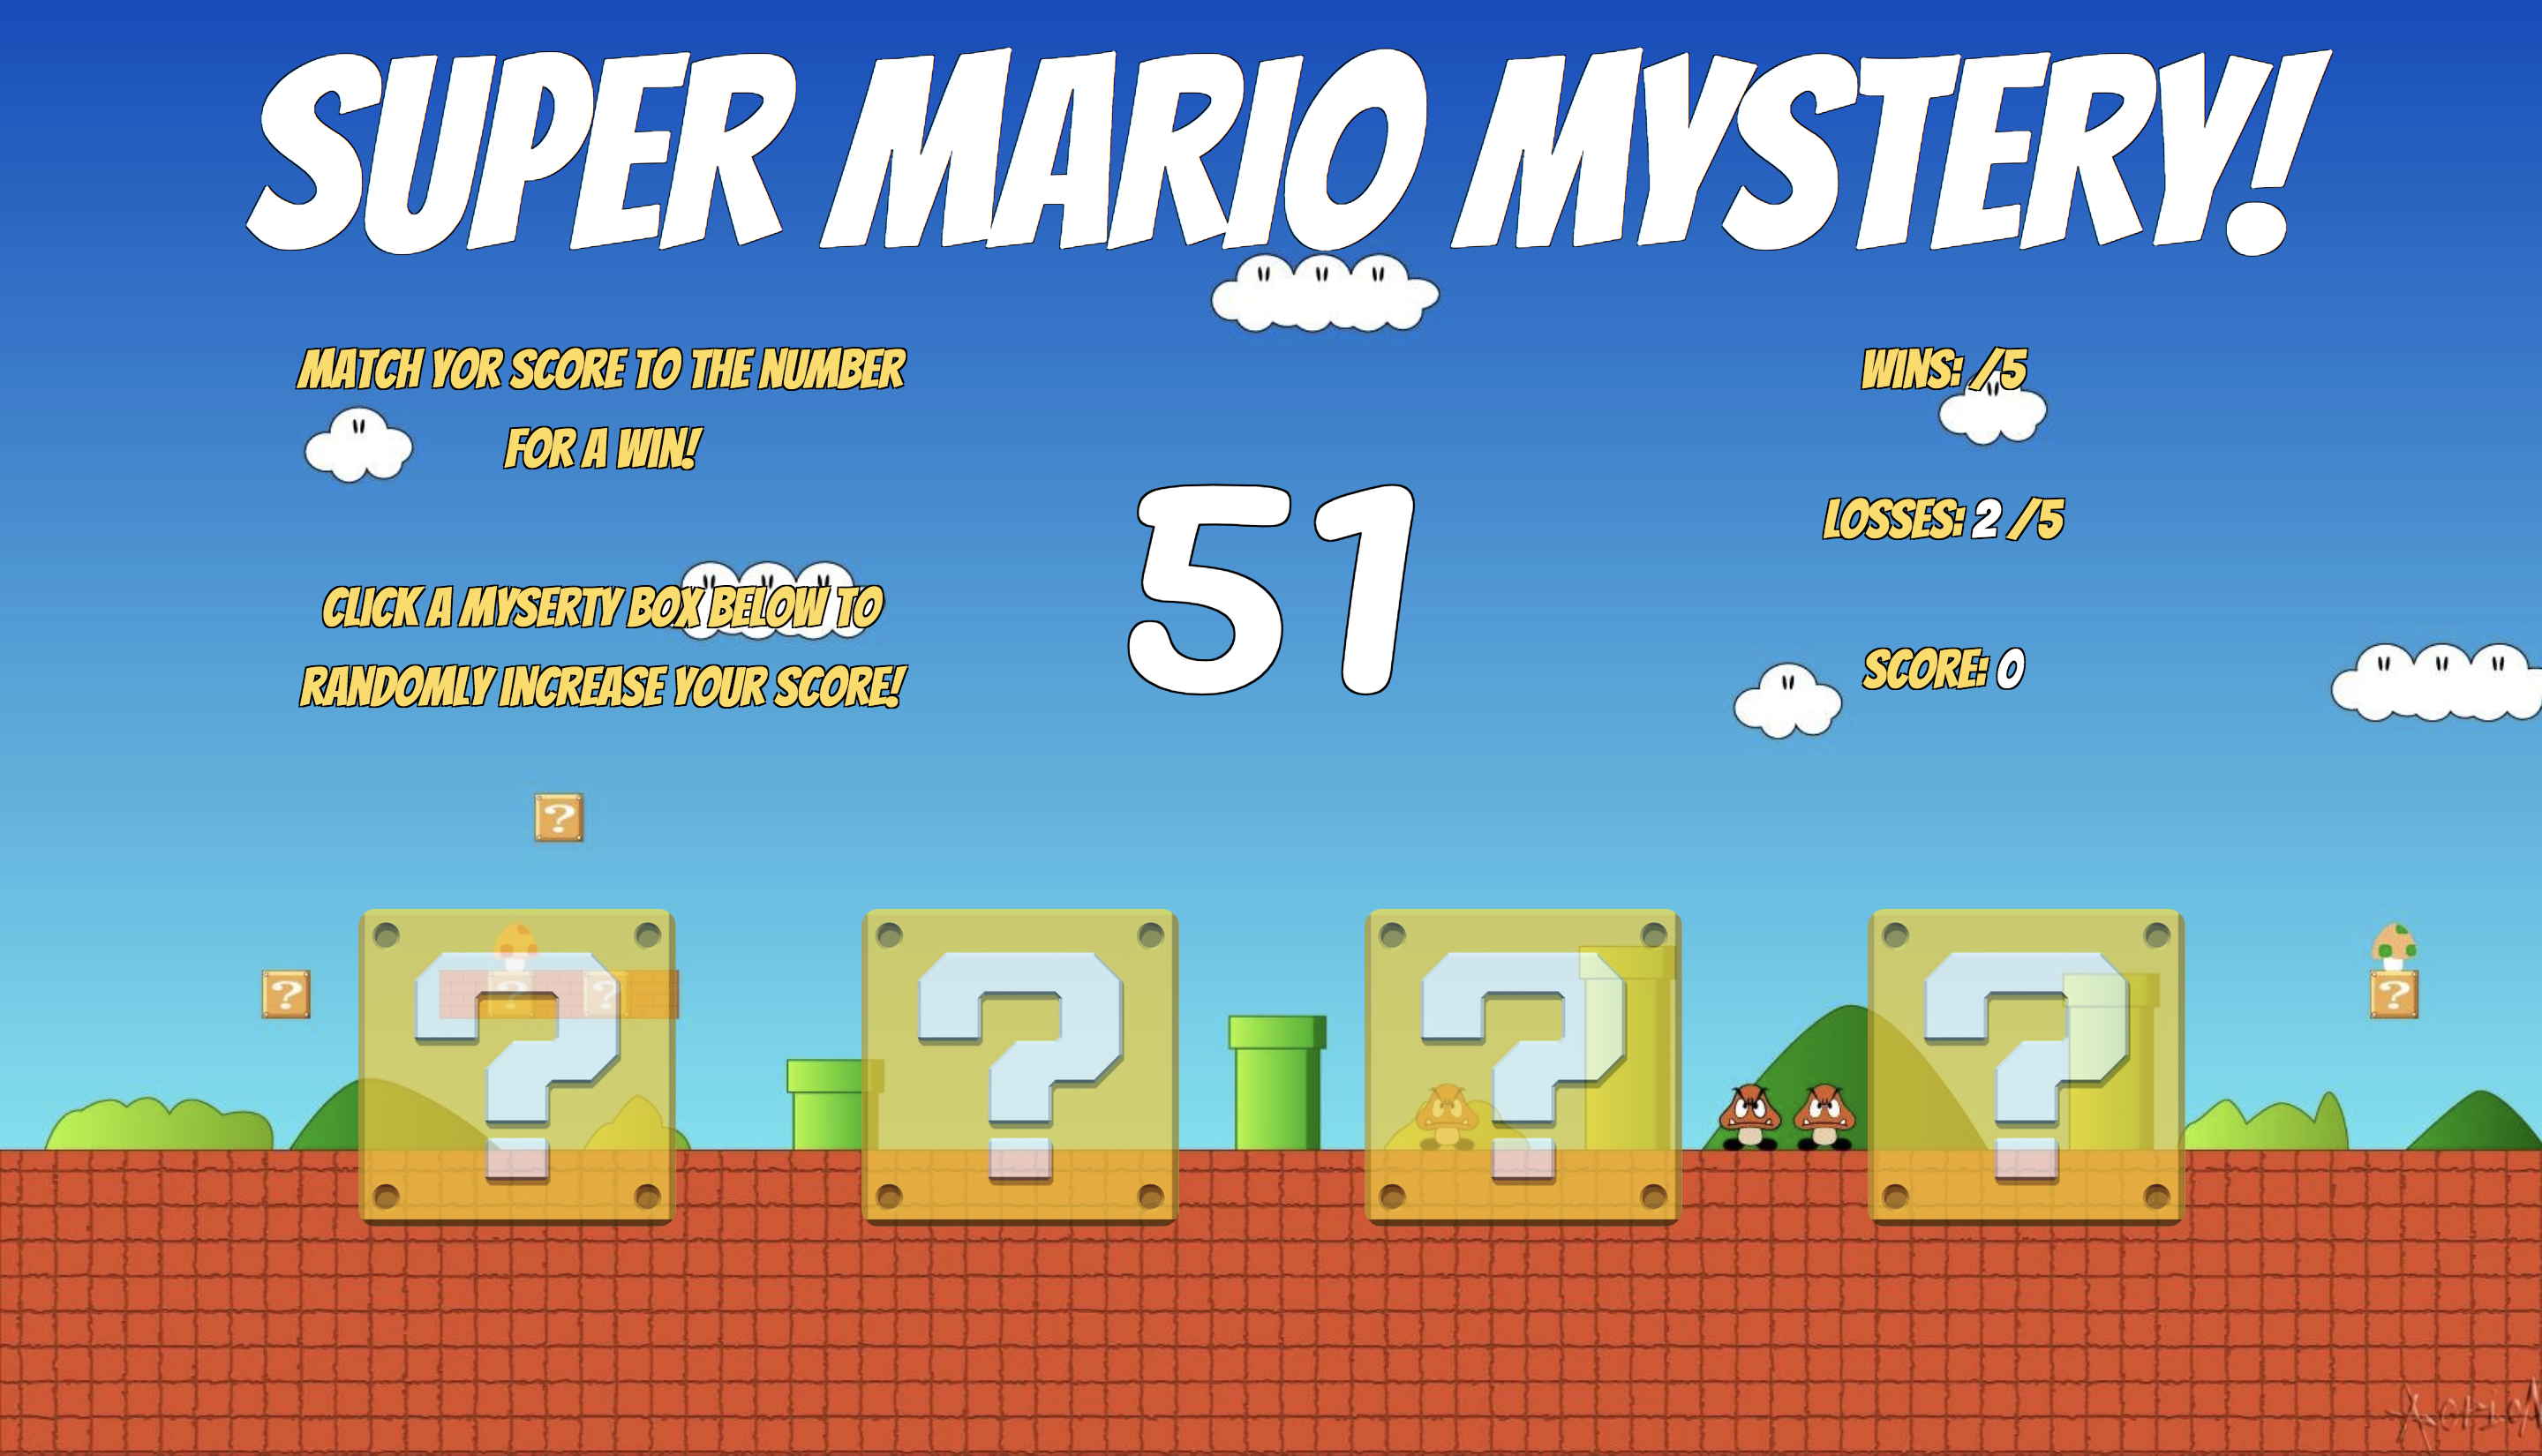 SUPER MARIO MYSTERY!
MATCH YOR SCORE TO THE NUMBER
FOR A WIN!
CLICK A MYSERTY BOX BELOW TO
RANDOMLY INCREASE YOUR SCORE!
51
WINS: /5
LOSSES: 2 /5
SCORE: 0
?
?
?
?
?
?
?
?
?